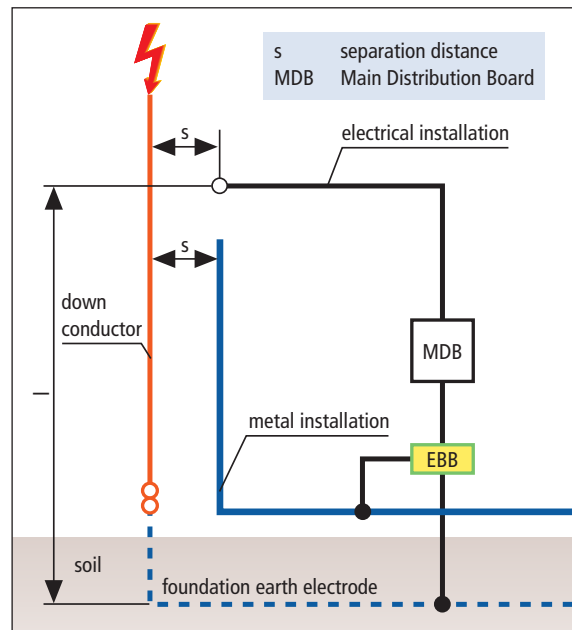 s separation distance
MDB Main Distribution Board
s
electrical installation
s
down
conductor
MDB
l
metal installation
EBB
soil
foundation earth electrode